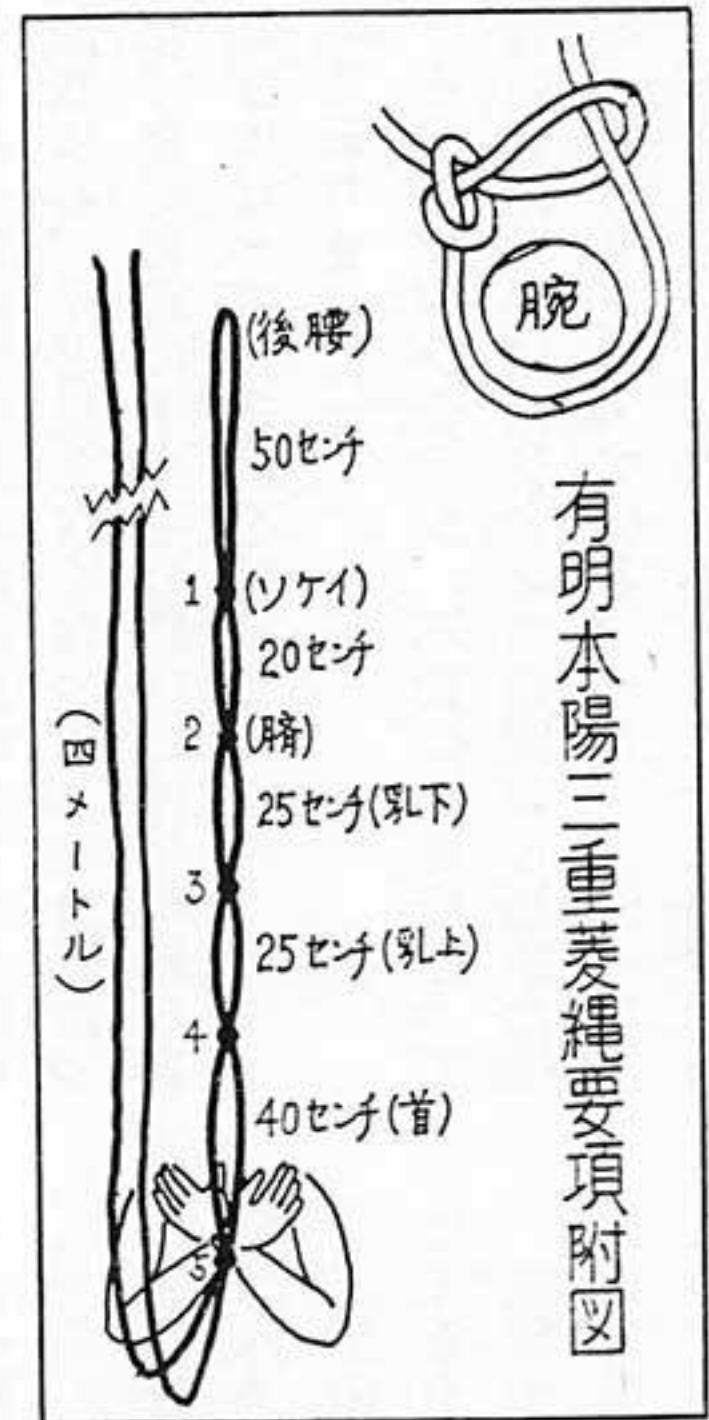 有明本陽三重菱縄要項附図
腕
(後腰)
50センチ
1 (ソケイ)
20センチ
2 (臍)
25センチ(乳下)
3
25センチ(乳上)
4
40センチ(首)
5
(四メートル)